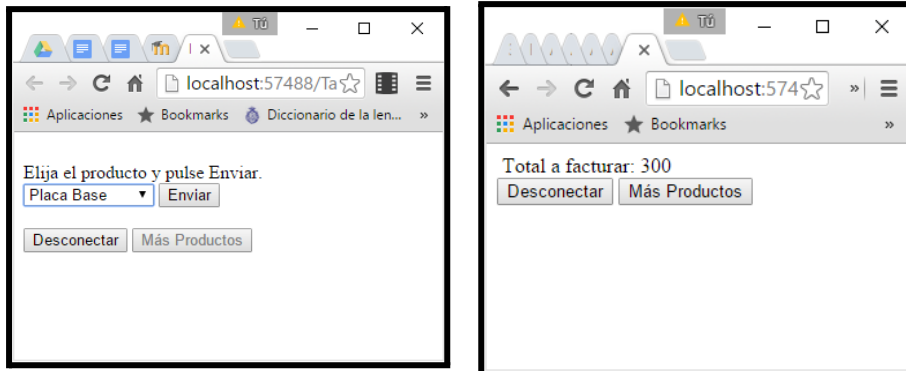 Tú
localhost:57488/Ta
Aplicaciones Bookmarks Diccionario de la len... »
Elija el producto y pulse Enviar.
Placa Base Enviar
Desconectar Más Productos
Tú
localhost:574 »
Aplicaciones Bookmarks »
Total a facturar: 300
Desconectar Más Productos